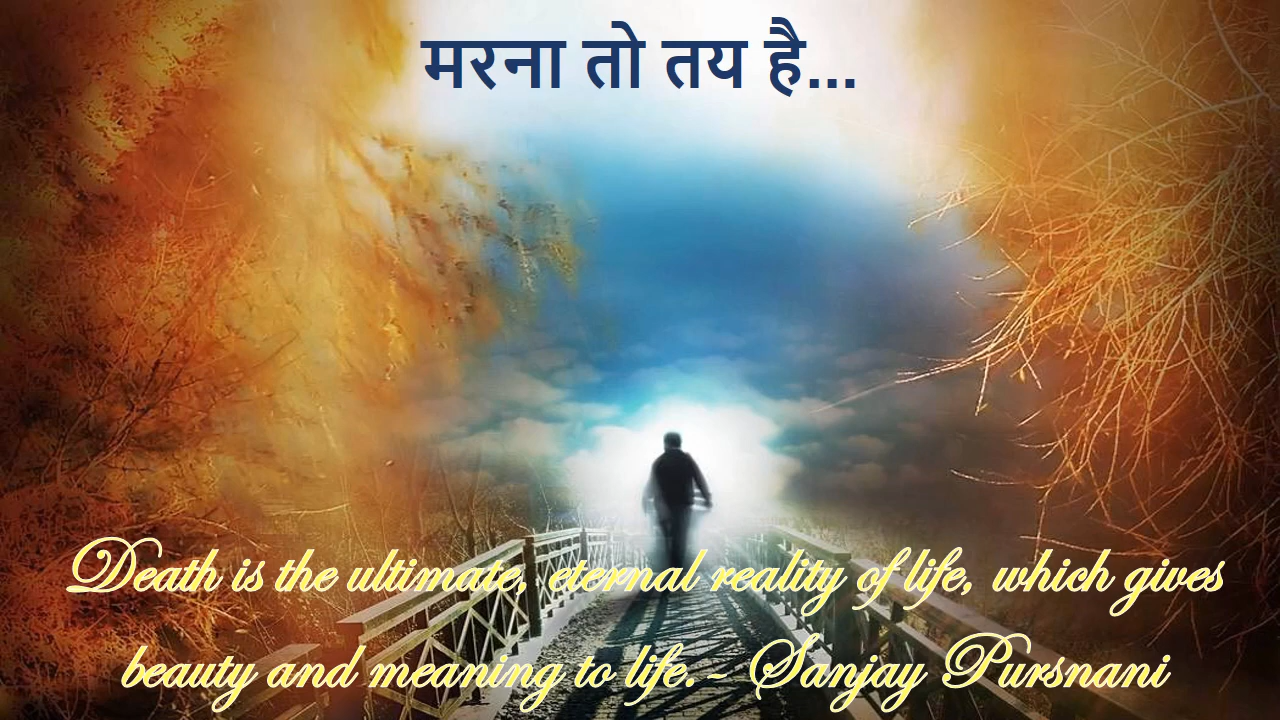 मरना तो तय है...
Death is the ultimate, eternal reality of life, which gives
beauty and meaning to life.- Sanjay Pursnani